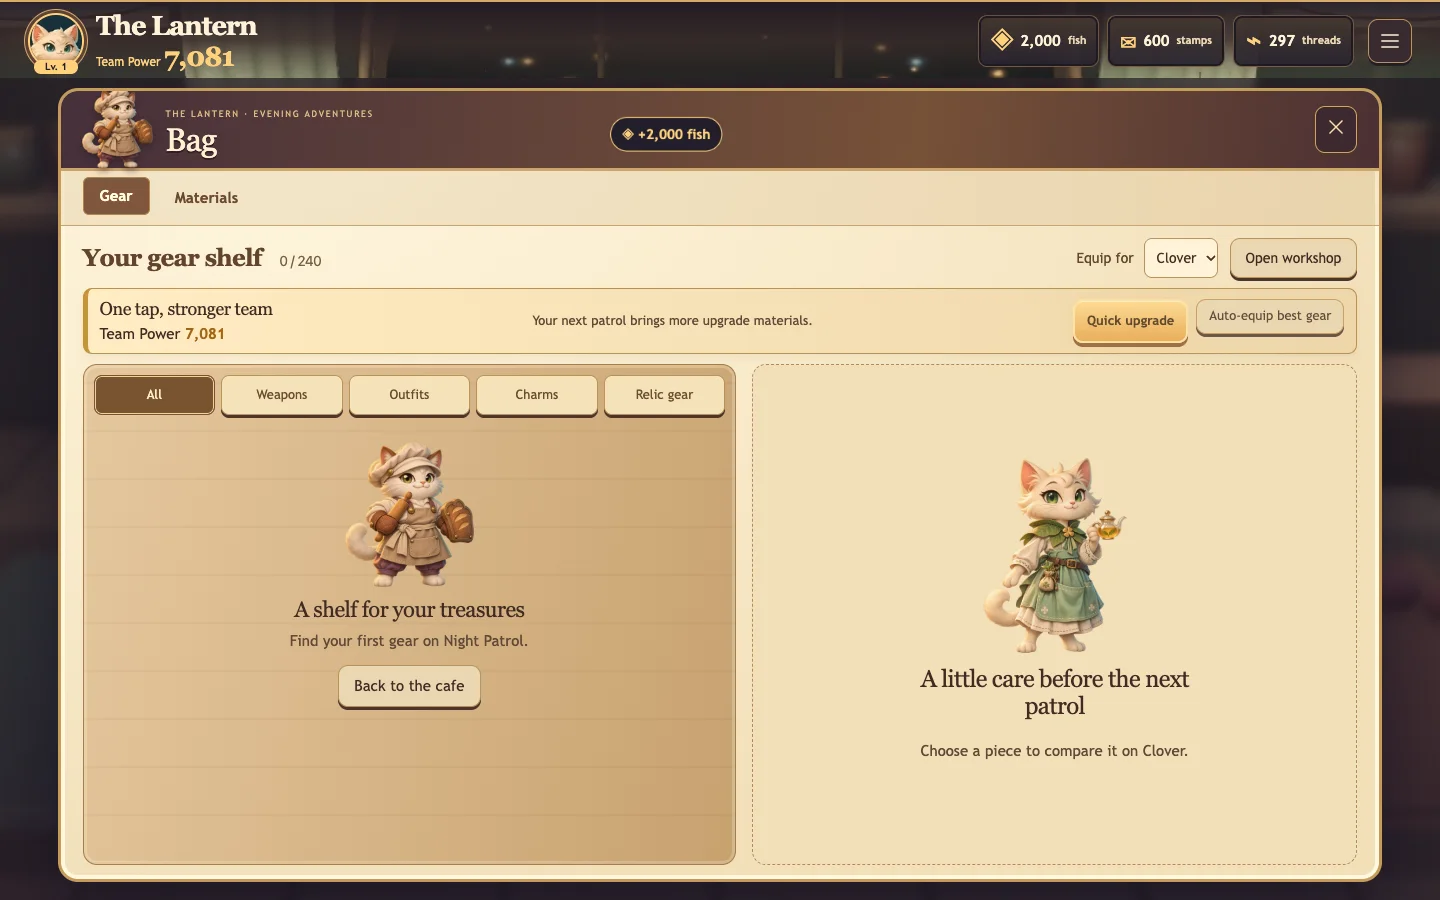 The Lantern
Team Power 7,081
Lv. 1
2,000 fish
600 stamps
297 threads
THE LANTERN · EVENING ADVENTURES
Bag
+2,000 fish
Gear
Materials
Your gear shelf 0 / 240
Equip for Clover
Open workshop
One tap, stronger team
Team Power 7,081
Your next patrol brings more upgrade materials.
Quick upgrade
Auto-equip best gear
All
Weapons
Outfits
Charms
Relic gear
A shelf for your treasures
Find your first gear on Night Patrol.
Back to the cafe
A little care before the next
patrol
Choose a piece to compare it on Clover.